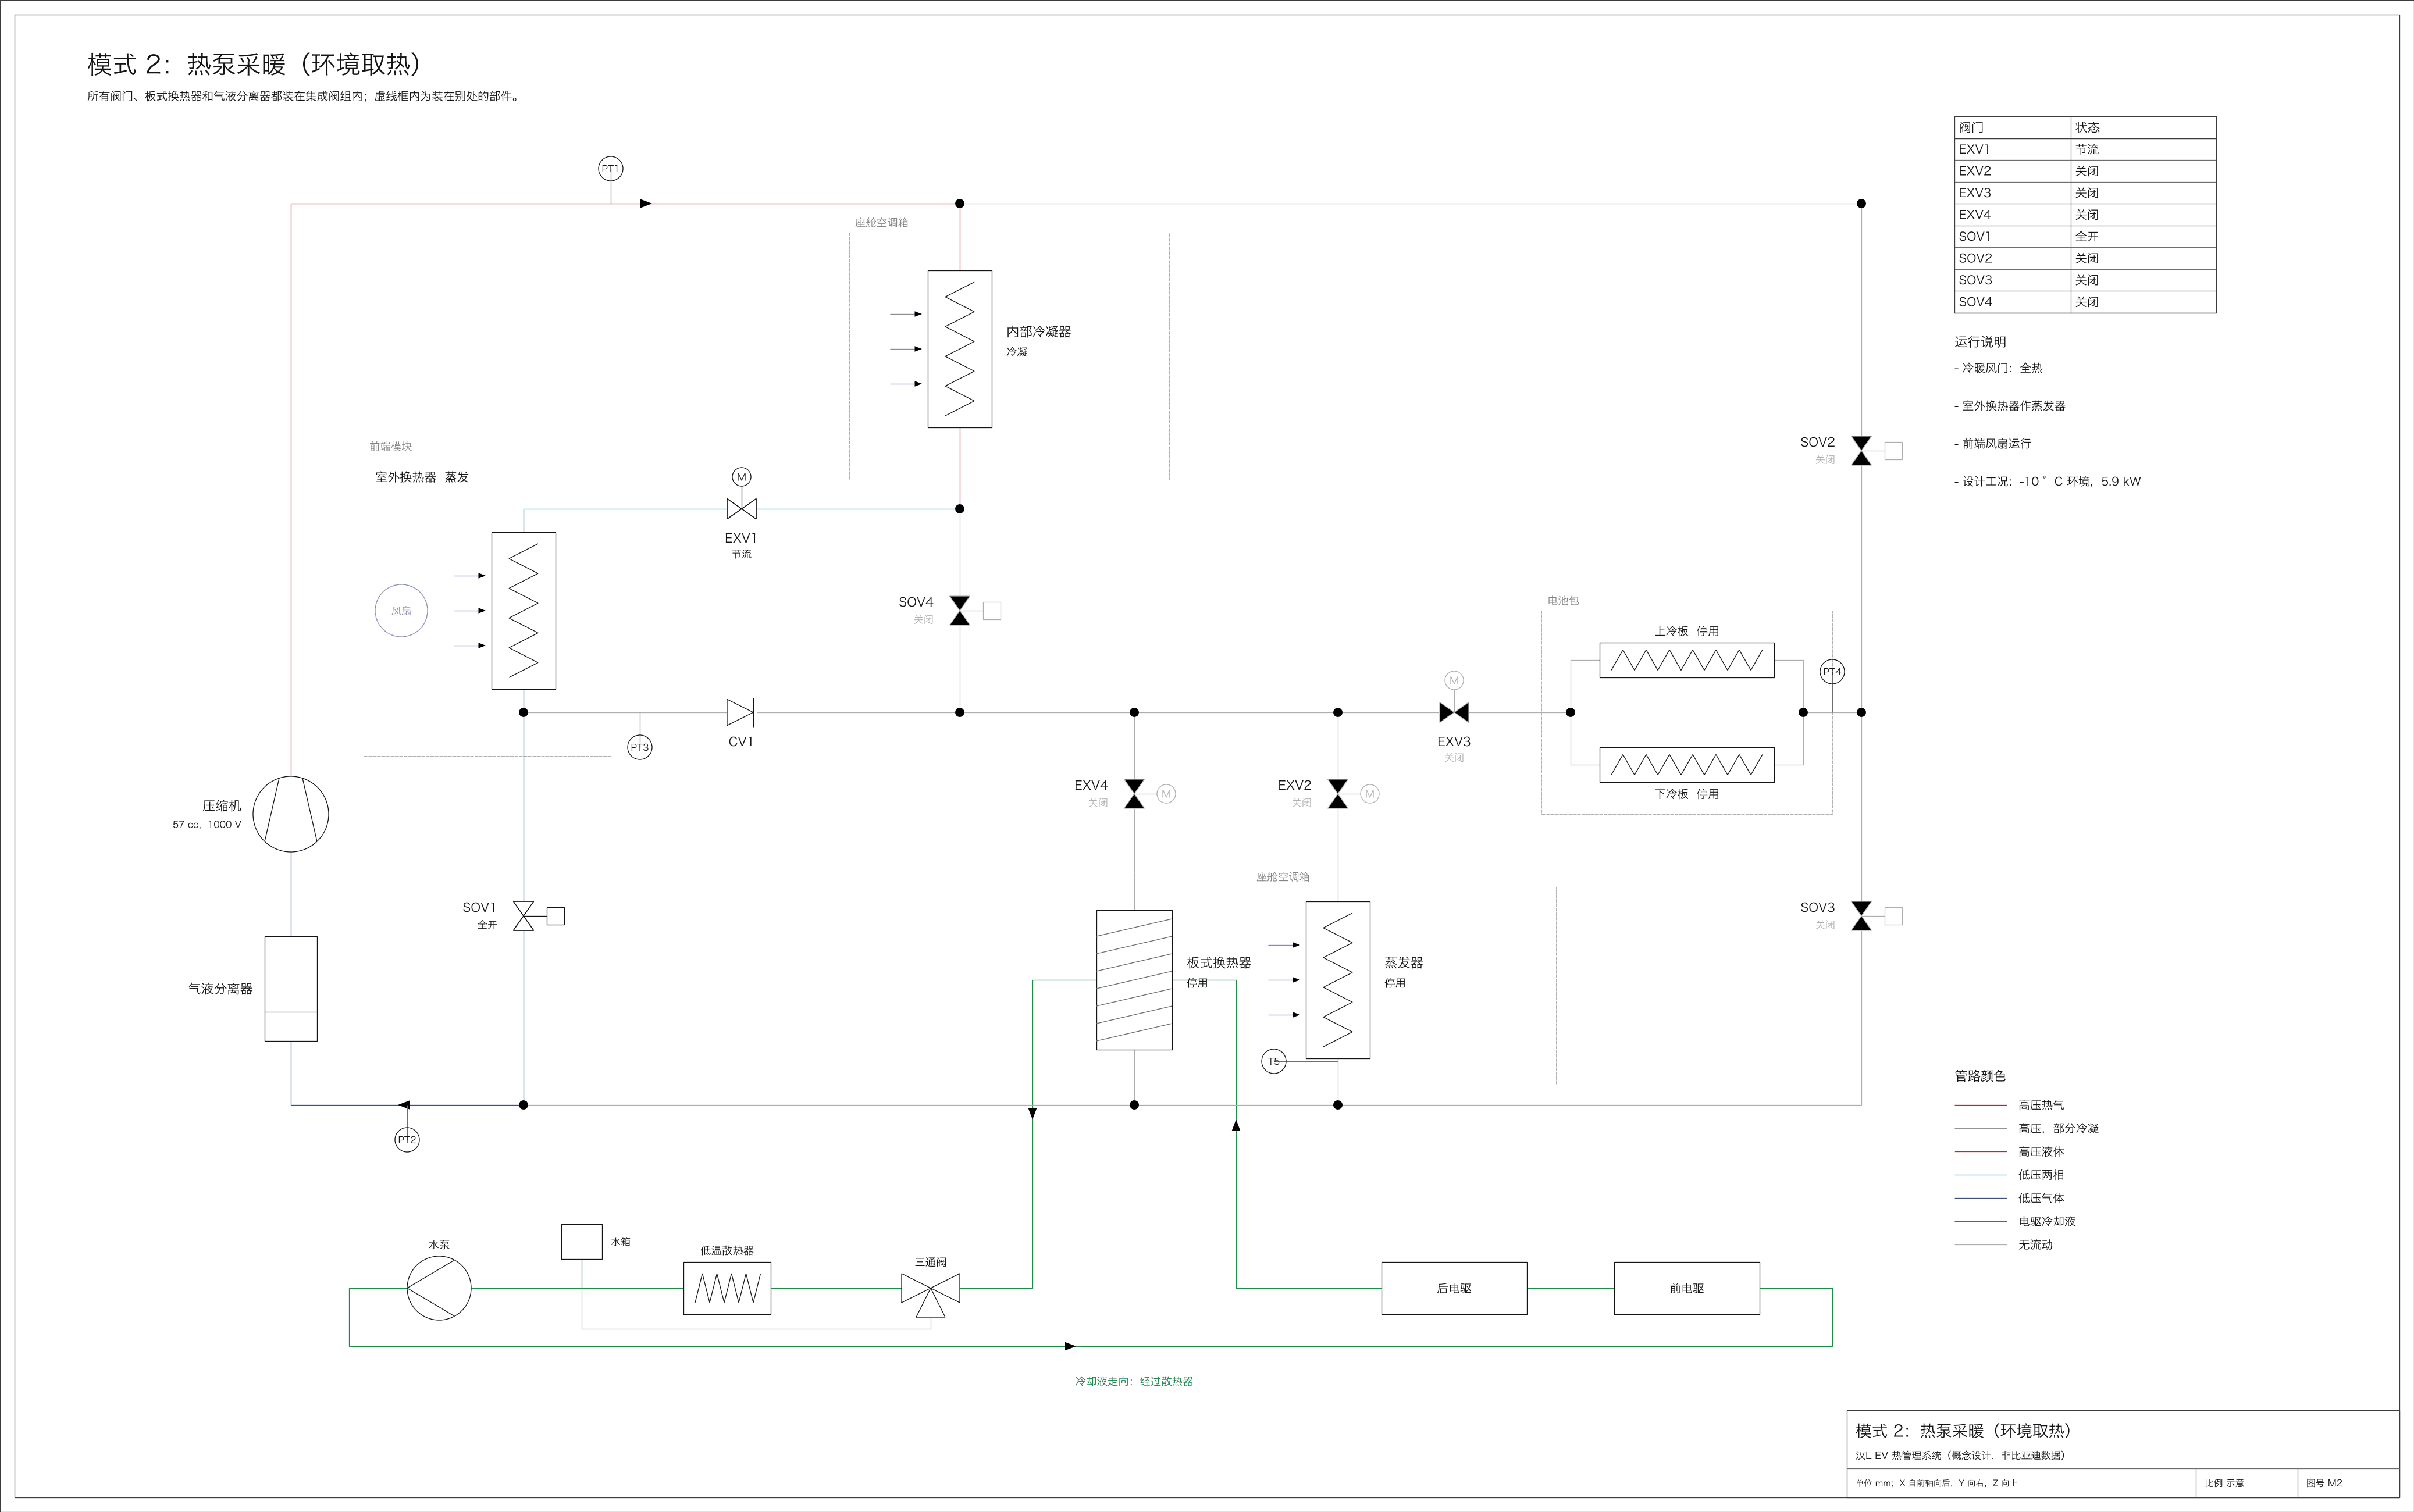 模式 2：热泵采暖（环境取热）
所有阀门、板式换热器和气液分离器都装在集成阀组内；虚线框内为装在别处的部件。
阀门 状态
EXV1 节流
EXV2 关闭
EXV3 关闭
EXV4 关闭
SOV1 全开
SOV2 关闭
SOV3 关闭
SOV4 关闭
运行说明
- 冷暖风门：全热
- 室外换热器作蒸发器
- 前端风扇运行
- 设计工况：-10 °C 环境，5.9 kW
PT1
座舱空调箱
内部冷凝器
冷凝
前端模块
室外换热器 蒸发
风扇
M
EXV1
节流
SOV2
关闭
SOV4
关闭
电池包
上冷板 停用
下冷板 停用
PT4
M
EXV3
关闭
PT3
CV1
EXV4
关闭
M
EXV2
关闭
M
压缩机
57 cc，1000 V
SOV1
全开
气液分离器
座舱空调箱
板式换热器
停用
蒸发器
停用
T5
SOV3
关闭
PT2
管路颜色
高压热气
高压，部分冷凝
高压液体
低压两相
低压气体
电驱冷却液
无流动
水泵
水箱
低温散热器
三通阀
后电驱
前电驱
冷却液走向：经过散热器
模式 2：热泵采暖（环境取热）
汉L EV 热管理系统（概念设计，非比亚迪数据）
单位 mm；X 自前轴向后，Y 向右，Z 向上
比例 示意
图号 M2